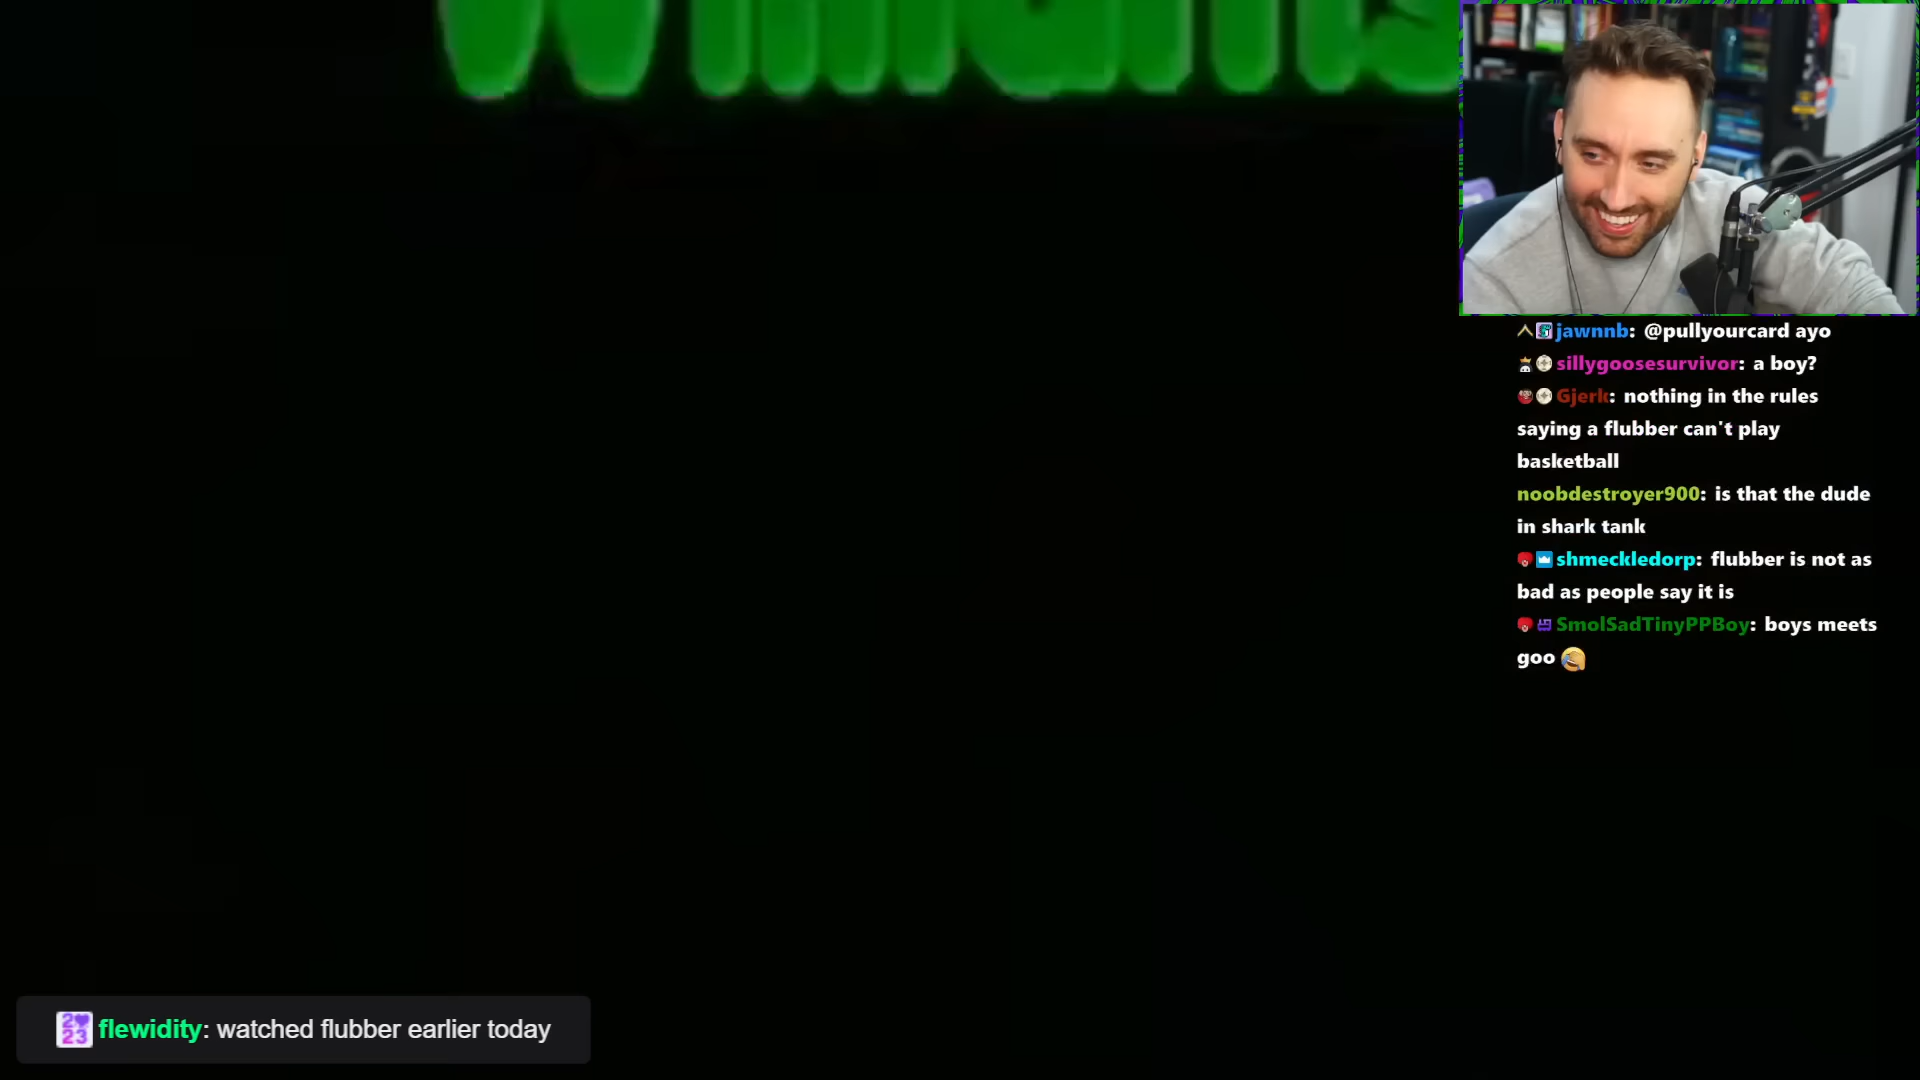 jawnnb: @pullyourcard ayo
sillygoosesurvivor: a boy?
Gjerk: nothing in the rules
saying a flubber can't play
basketball
noobdestroyer900: is that the dude
in shark tank
shmeckledorp: flubber is not as
bad as people say it is
SmolSadTinyPPBoy: boys meets
goo
2023
flewidity: watched flubber earlier today